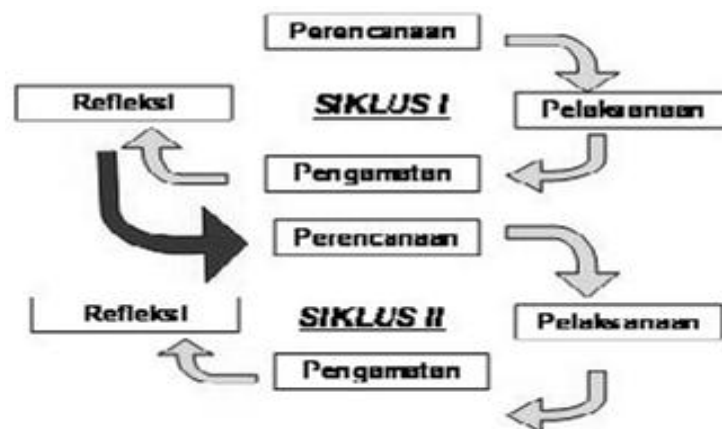 Perencanaan
Refleksi
SIKLUS I
Pelaksanaan
Pengamatan
Perencanaan
Refleksi
SIKLUS II
Pelaksanaan
Pengamatan